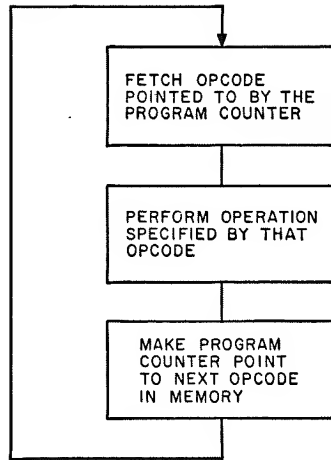 FETCH OPCODE
POINTED TO BY THE
PROGRAM COUNTER
PERFORM OPERATION
SPECIFIED BY THAT
OPCODE
MAKE PROGRAM
COUNTER POINT
TO NEXT OPCODE
IN MEMORY